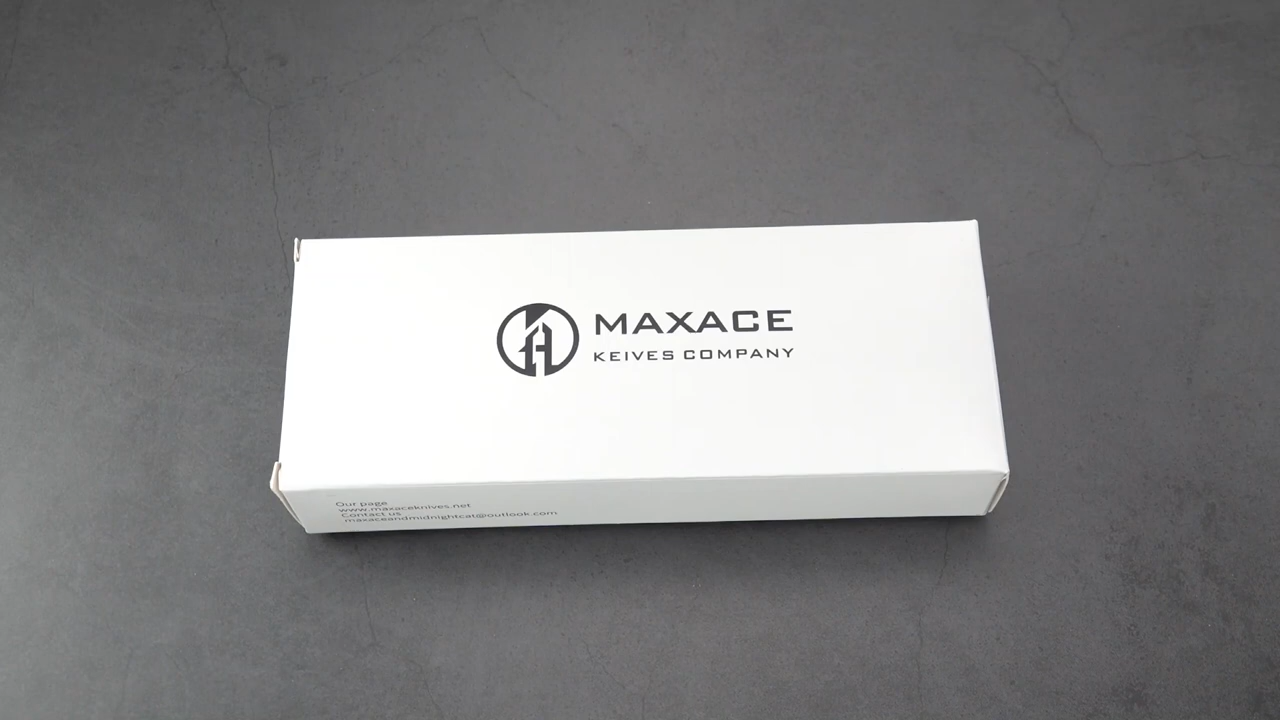 MAXACE
KEIVES COMPANY
Our page
www.maxaceknives.net
Contact us
maxaceandmidnightcat@outlook.com